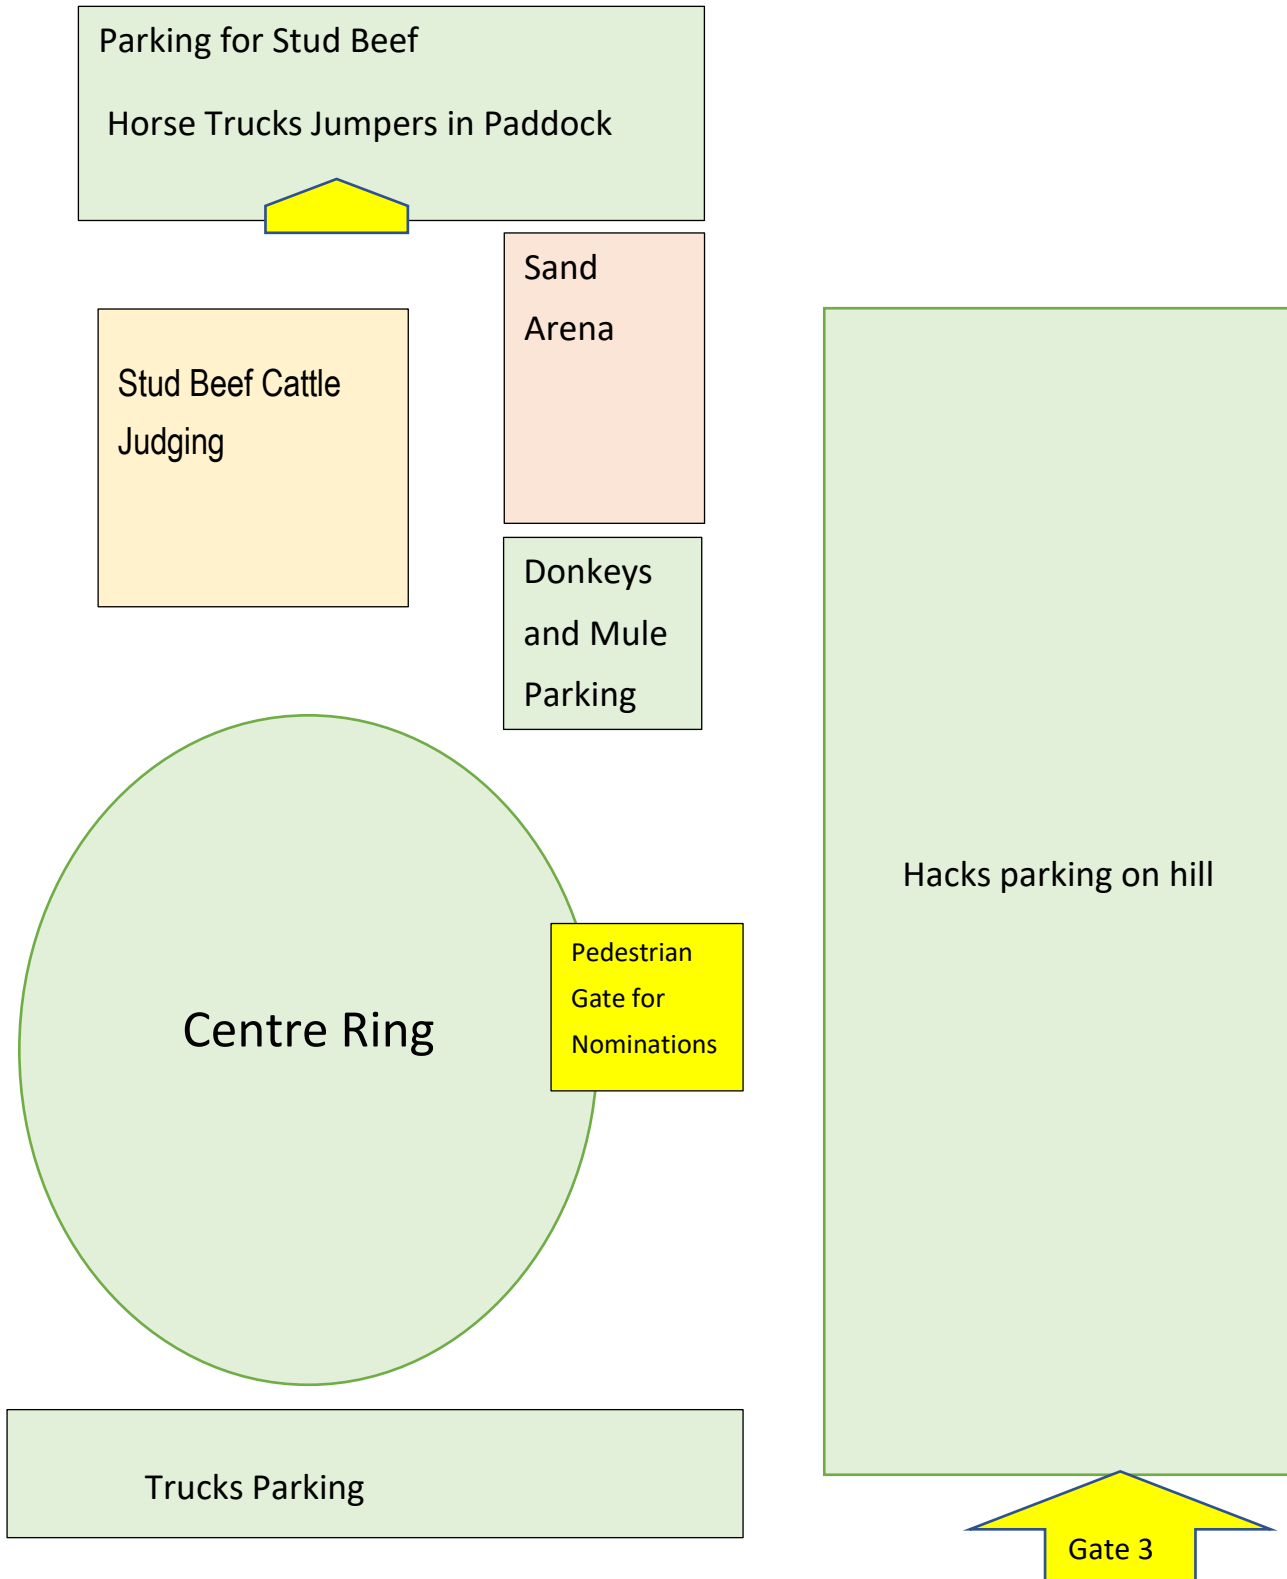 Parking for Stud Beef
Horse Trucks Jumpers in Paddock
Sand
Arena
Stud Beef Cattle
Judging
Donkeys
and Mule
Parking
Hacks parking on hill
Pedestrian
Gate for
Nominations
Centre Ring
Trucks Parking
Gate 3